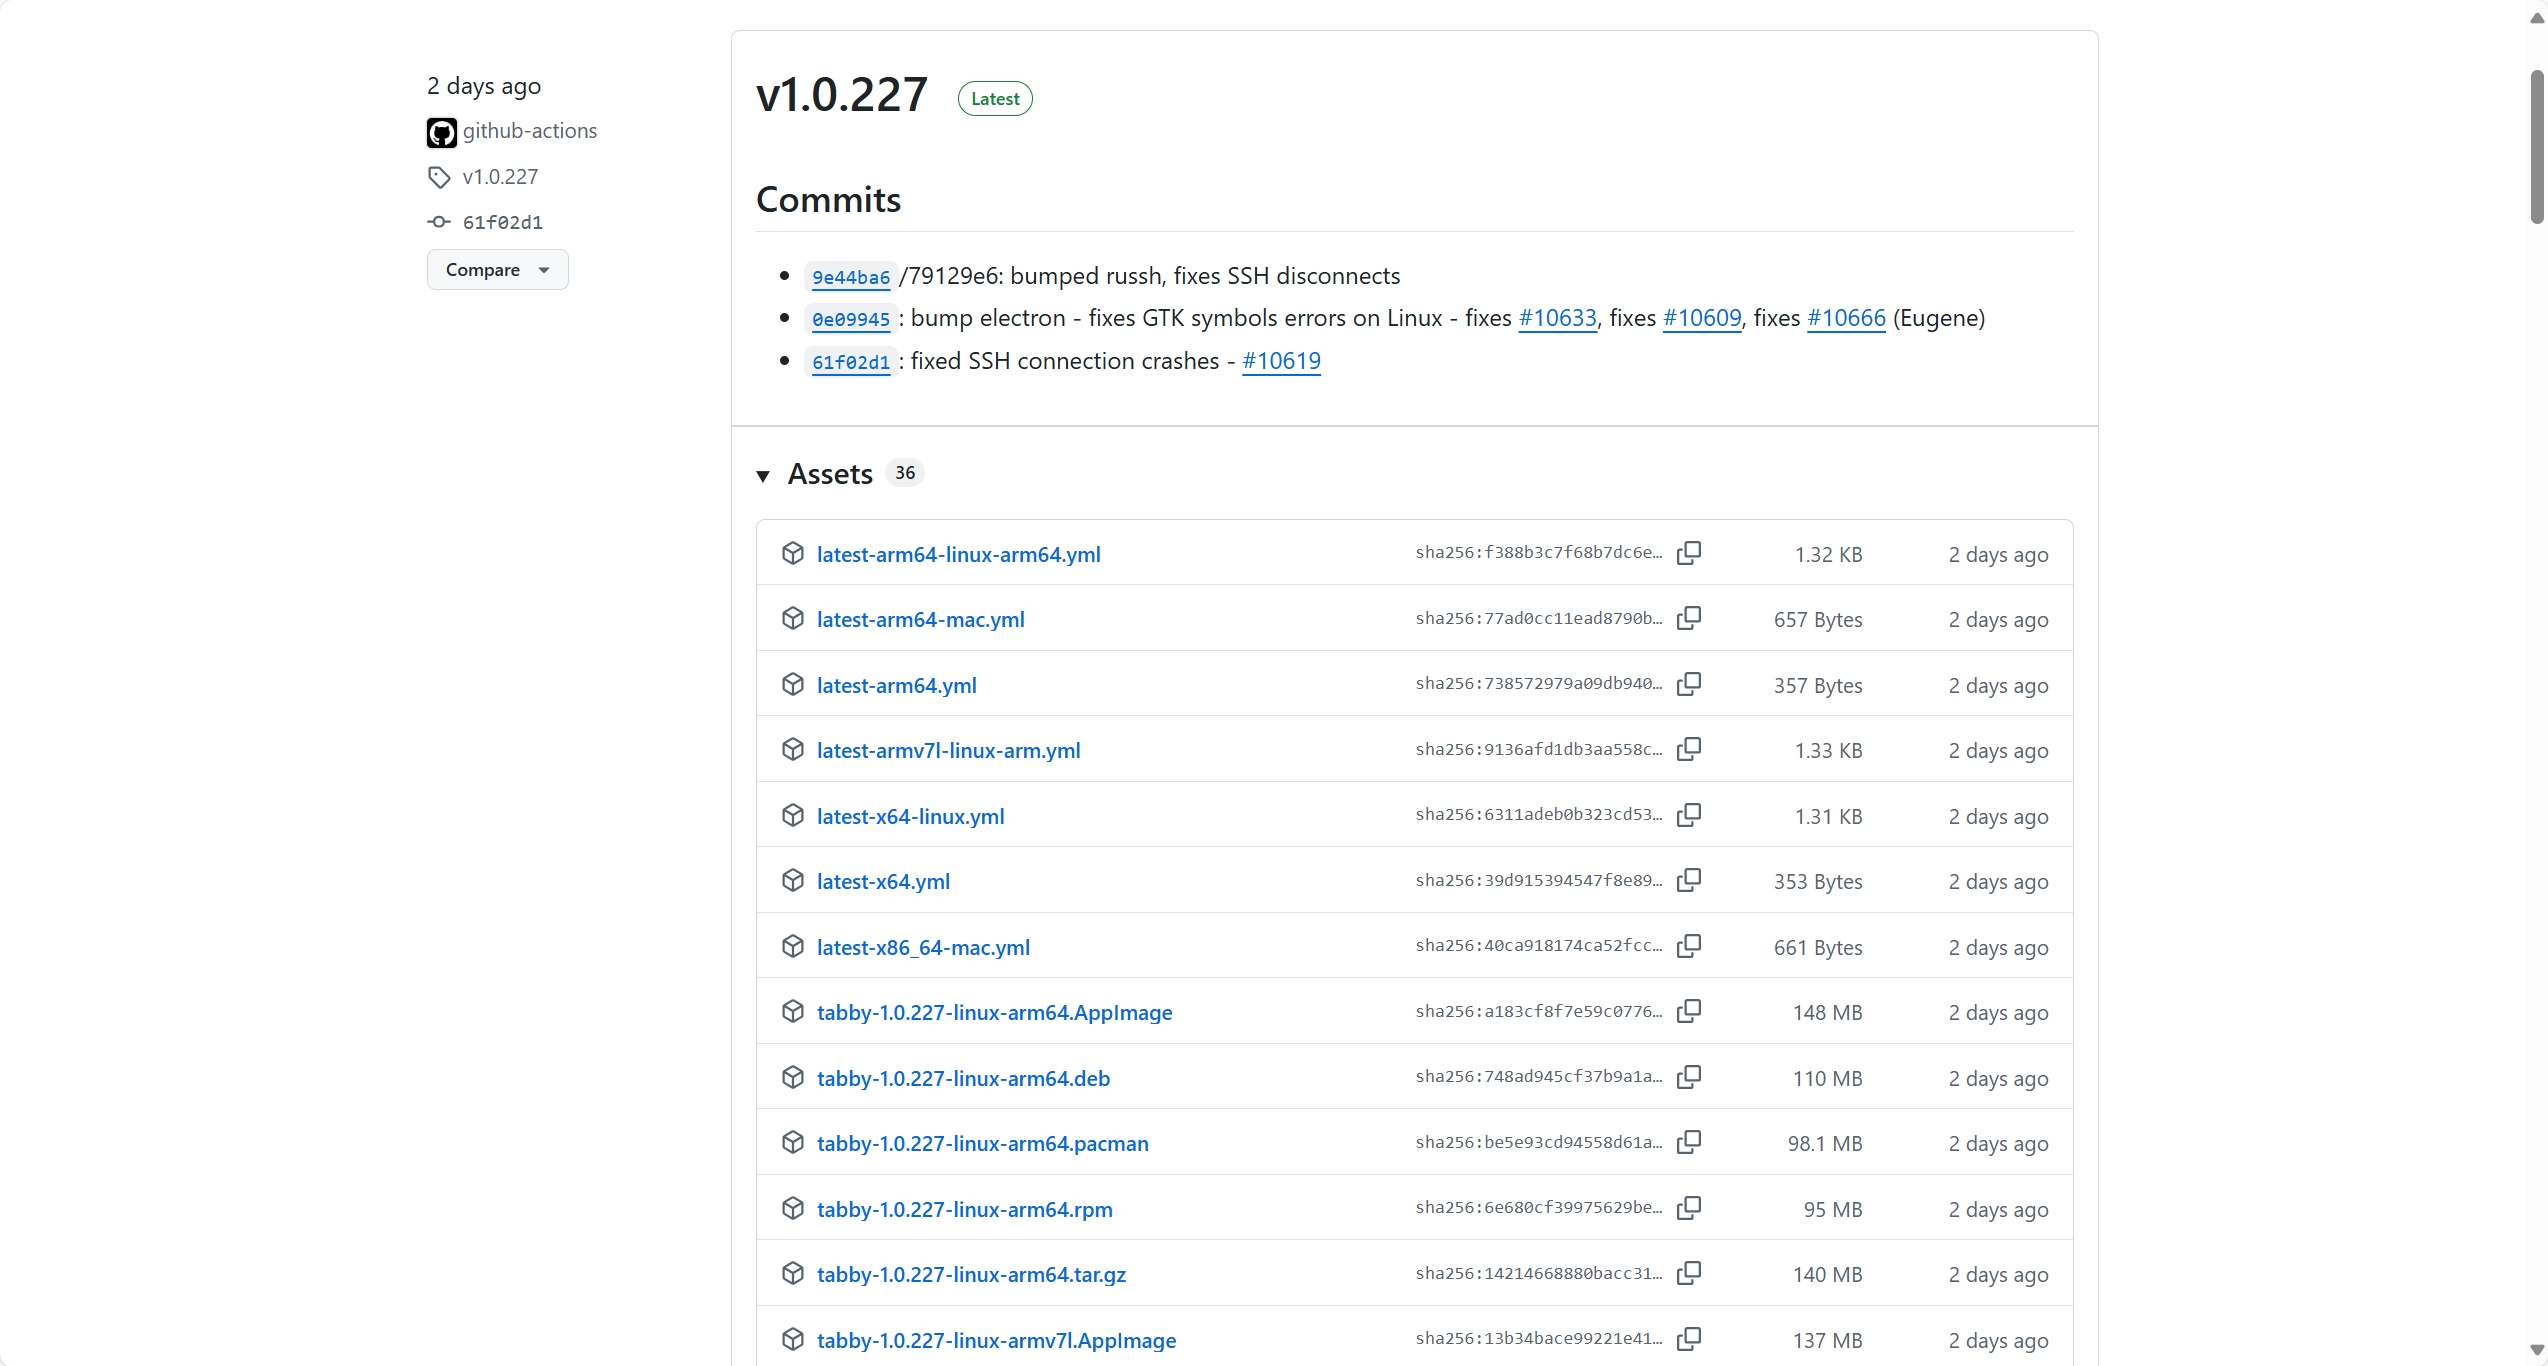 2 days ago
github-actions
v1.0.227
61f02d1
Compare
v1.0.227 Latest
Commits
9e44ba6/79129e6: bumped russh, fixes SSH disconnects
0e09945: bump electron - fixes GTK symbols errors on Linux - fixes #10633, fixes #10609, fixes #10666 (Eugene)
61f02d1: fixed SSH connection crashes - #10619
Assets 36
latest-arm64-linux-arm64.yml sha256:f388b3c7f68b7dc6e… 1.32 KB 2 days ago
latest-arm64-mac.yml sha256:77ad0cc11ead8790b… 657 Bytes 2 days ago
latest-arm64.yml sha256:738572979a09db940… 357 Bytes 2 days ago
latest-armv7l-linux-arm.yml sha256:9136afd1db3aa558c… 1.33 KB 2 days ago
latest-x64-linux.yml sha256:6311adeb0b323cd53… 1.31 KB 2 days ago
latest-x64.yml sha256:39d915394547f8e89… 353 Bytes 2 days ago
latest-x86_64-mac.yml sha256:40ca918174ca52fcc… 661 Bytes 2 days ago
tabby-1.0.227-linux-arm64.AppImage sha256:a183cf8f7e59c0776… 148 MB 2 days ago
tabby-1.0.227-linux-arm64.deb sha256:748ad945cf37b9a1a… 110 MB 2 days ago
tabby-1.0.227-linux-arm64.pacman sha256:be5e93cd94558d61a… 98.1 MB 2 days ago
tabby-1.0.227-linux-arm64.rpm sha256:6e680cf39975629be… 95 MB 2 days ago
tabby-1.0.227-linux-arm64.tar.gz sha256:14214668880bacc31… 140 MB 2 days ago
tabby-1.0.227-linux-armv7l.AppImage sha256:13b34bace99221e41… 137 MB 2 days ago